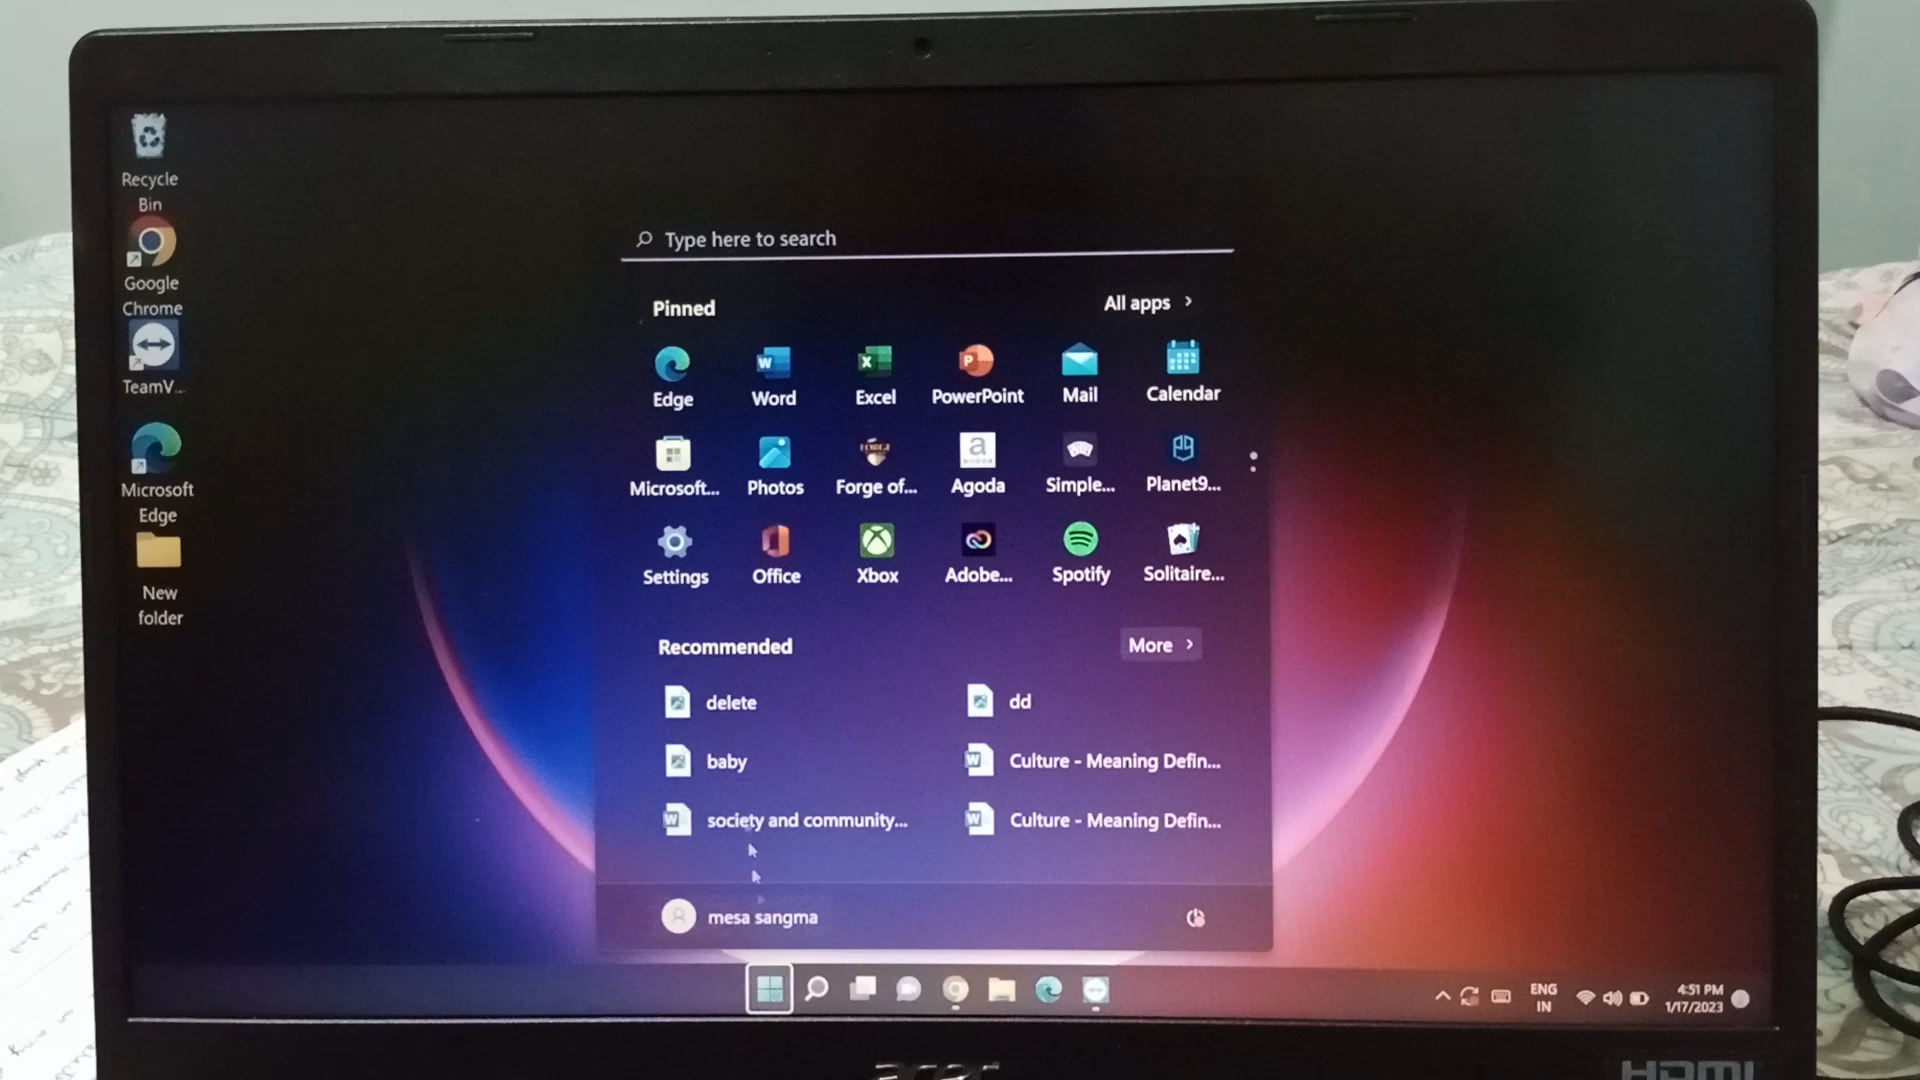 Recycle
Bin
Google
Chrome
TeamV...
Microsoft
Edge
New
folder
Type here to search
Pinned
All apps
Edge
Word
Excel
PowerPoint
Mail
Calendar
Microsoft...
Photos
Forge of...
Agoda
Simple...
Planet9...
Settings
Office
Xbox
Adobe...
Spotify
Solitaire...
Recommended
More
delete
dd
baby
Culture - Meaning Defin...
society and community...
Culture - Meaning Defin...
mesa sangma
ENG
IN
4:51 PM
1/17/2023
acer
HDMI